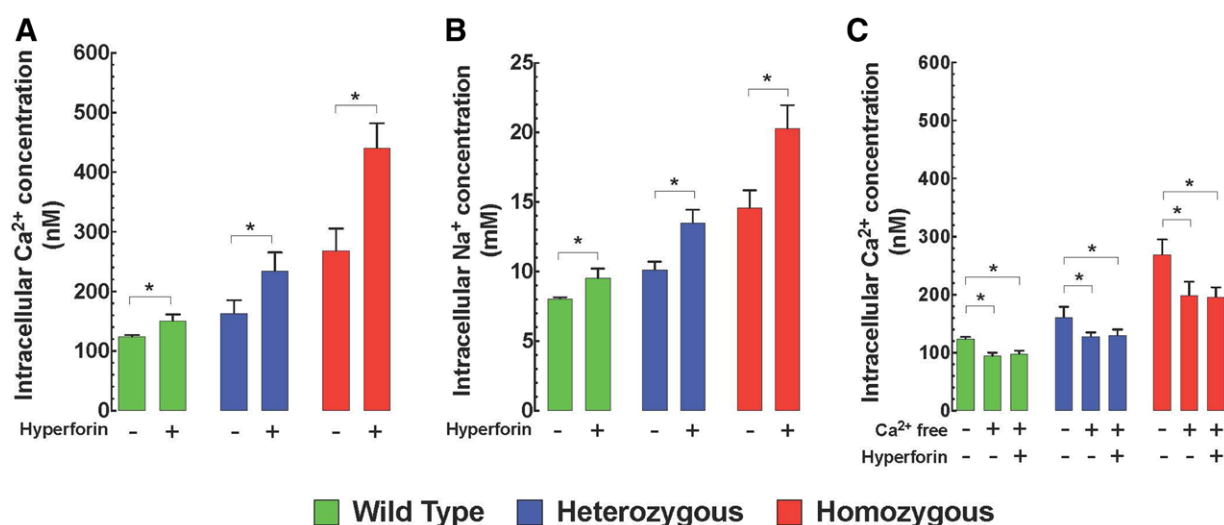 A
Intracellular Ca²⁺ concentration
(nM)
600
500
400
300
200
100
0
*
*
*
Hyperforin - + - + - +
B
Intracellular Na⁺ concentration
(mM)
25
20
15
10
5
0
*
*
*
Hyperforin - + - + - +
C
Intracellular Ca²⁺ concentration
(nM)
600
500
400
300
200
100
0
*
*
*
*
*
*
Ca²⁺ free - + + - + + - + +
Hyperforin - - + - - + - - +
Wild Type Heterozygous Homozygous